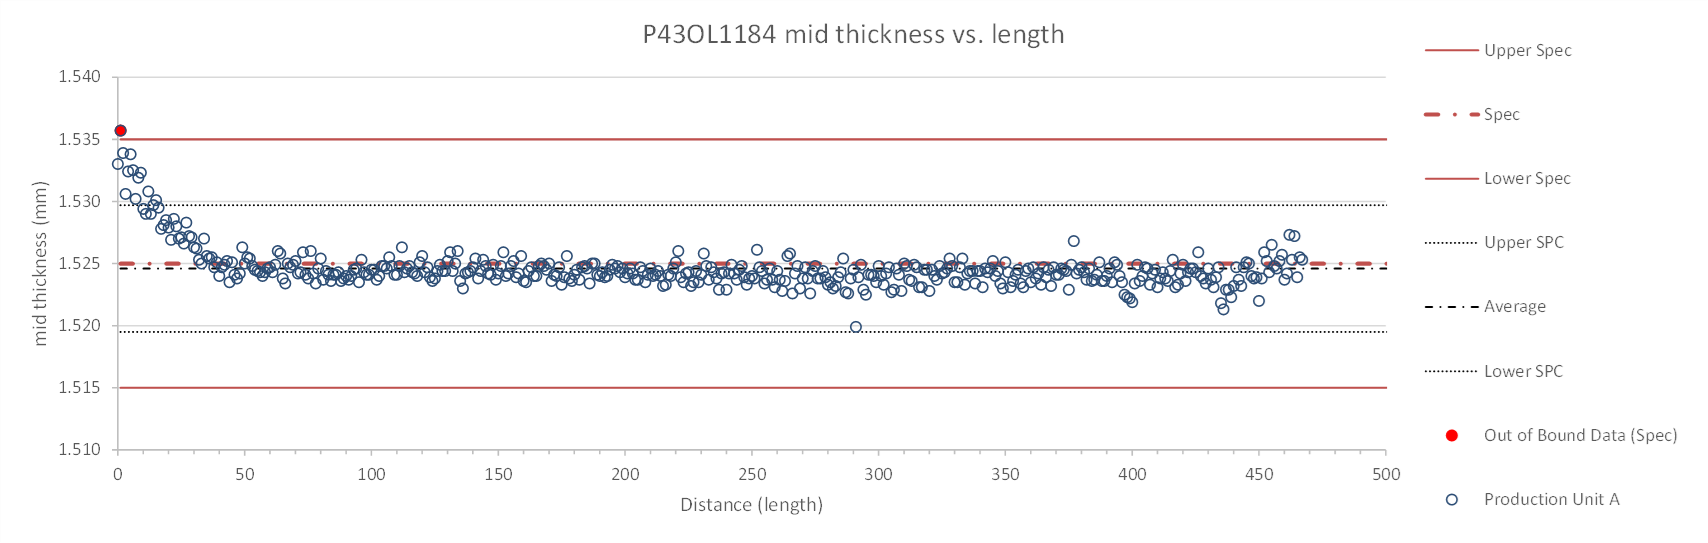 P43OL1184 mid thickness vs. length
mid thickness (mm)
1.540
1.535
1.530
1.525
1.520
1.515
1.510
0 50 100 150 200 250 300 350 400 450 500
Distance (length)
Upper Spec
Spec
Lower Spec
Upper SPC
Average
Lower SPC
Out of Bound Data (Spec)
Production Unit A